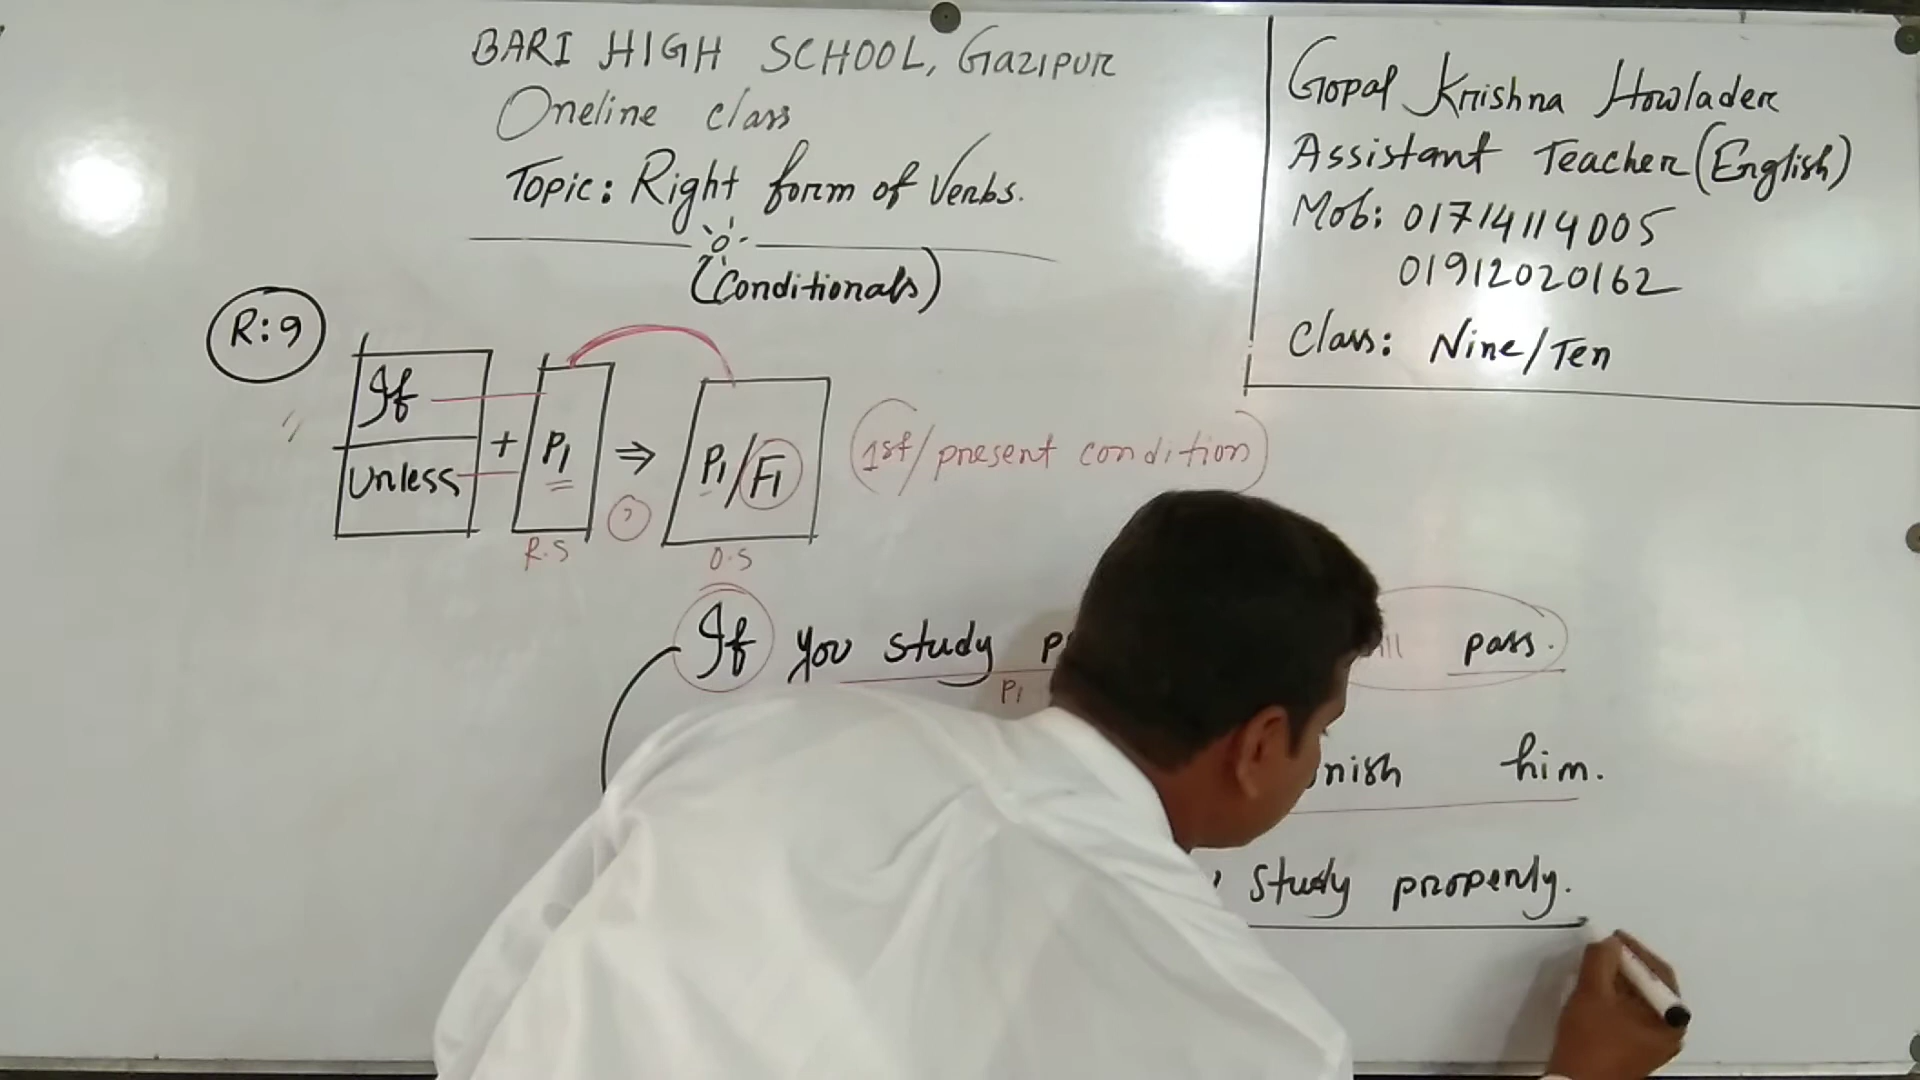 BARI HIGH SCHOOL, Gazipur
Oneline class
Topic: Right form of Verbs.
(Conditionals)
Gopal Krishna Howlader
Assistant Teacher (English)
Mob: 01714114005
01912020162
Class: Nine/Ten
R:9
If
Unless
+ P1 ⇒ P1/F1
(1st/present condition)
,
R.S
O.S
If you study pass.
P1
him.
study properly.